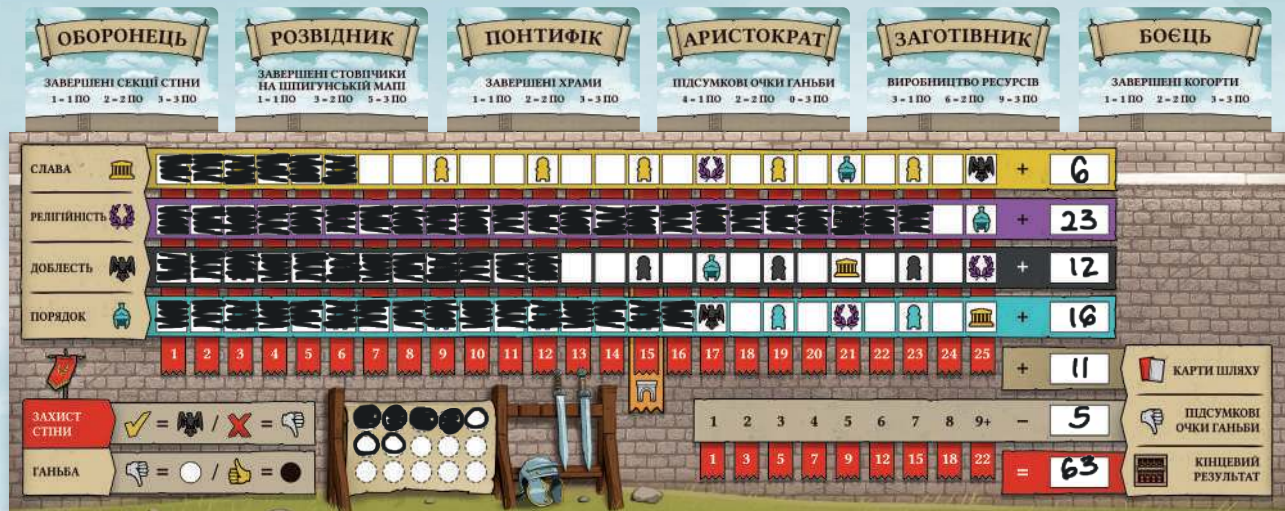 ОБОРОНЕЦЬ
ЗАВЕРШЕНІ СЕКЦІЇ СТІНИ
1 = 1 ПО 2 = 2 ПО 3 = 3 ПО
РОЗВІДНИК
ЗАВЕРШЕНІ СТОВПЧИКИ
НА ШПИГУНСЬКІЙ МАПІ
1 = 1 ПО 3 = 2 ПО 5 = 3 ПО
ПОНТИФІК
ЗАВЕРШЕНІ ХРАМИ
1 = 1 ПО 2 = 2 ПО 3 = 3 ПО
АРИСТОКРАТ
ПІДСУМКОВІ ОЧКИ ГАНЬБИ
4 = 1 ПО 2 = 2 ПО 0 = 3 ПО
ЗАГОТІВНИК
ВИРОБНИЦТВО РЕСУРСІВ
3 = 1 ПО 6 = 2 ПО 9 = 3 ПО
БОЄЦЬ
ЗАВЕРШЕНІ КОГОРТИ
1 = 1 ПО 2 = 2 ПО 3 = 3 ПО
СЛАВА + 6
РЕЛІГІЙНІСТЬ + 23
ДОБЛЕСТЬ + 12
ПОРЯДОК + 16
1 2 3 4 5 6 7 8 9 10 11 12 13 14 15 16 17 18 19 20 21 22 23 24 25
+ 11 КАРТИ ШЛЯХУ
ЗАХИСТ
СТІНИ
= / =
ГАНЬБА = / =
1 2 3 4 5 6 7 8 9+ – 5 ПІДСУМКОВІ
ОЧКИ ГАНЬБИ
1 3 5 7 9 12 15 18 22 = 63 КІНЦЕВИЙ
РЕЗУЛЬТАТ